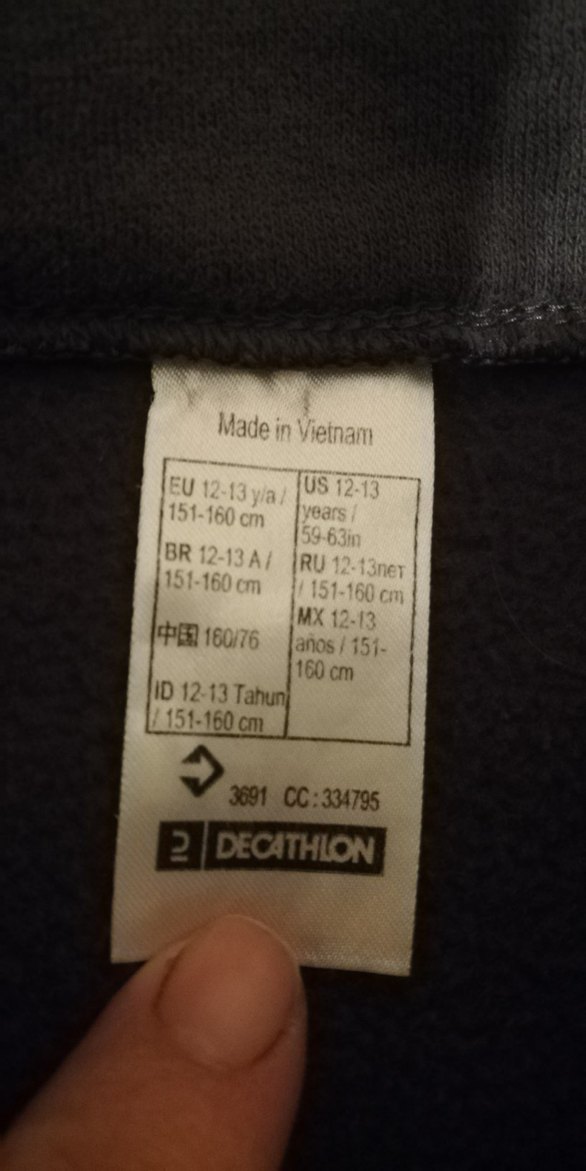 Made in Vietnam
EU 12-13 y/a /
151-160 cm
BR 12-13 A /
151-160 cm
中国 160/76
ID 12-13 Tahun
/ 151-160 cm
US 12-13
years /
59-63in
RU 12-13лет
/ 151-160 cm
MX 12-13
años / 151-
160 cm
3691 CC : 334795
DECATHLON